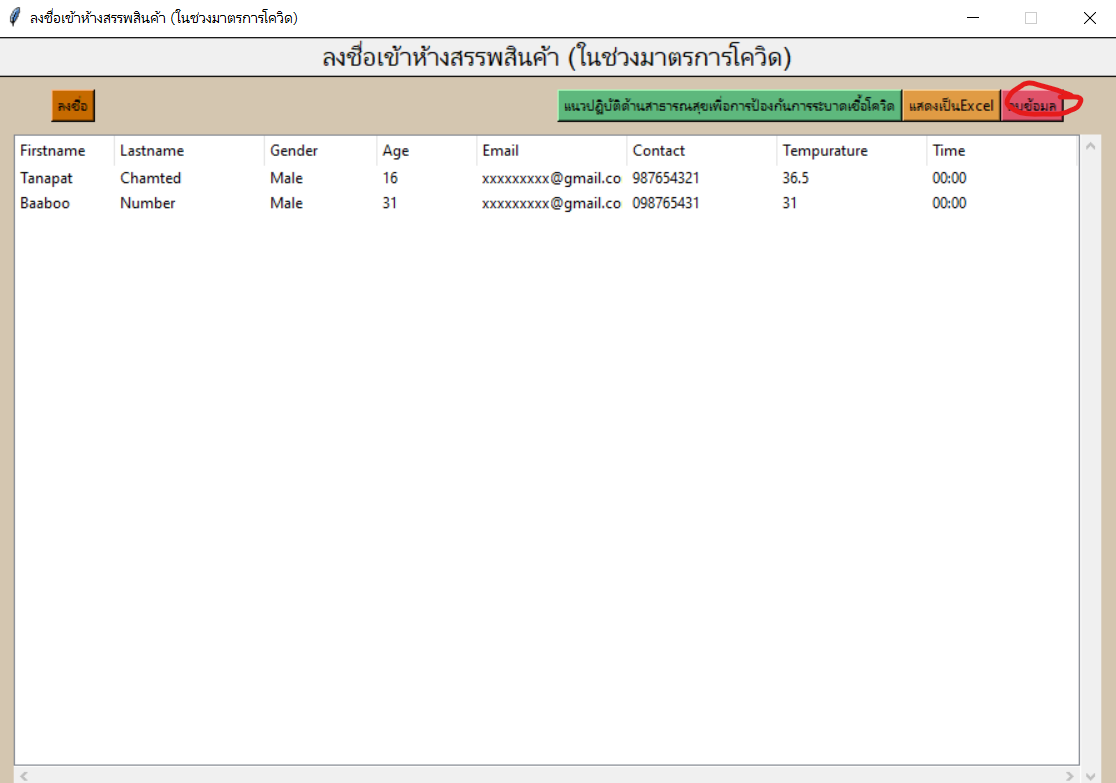 ลงชื่อเข้าห้างสรรพสินค้า (ในช่วงมาตรการโควิด)
ลงชื่อเข้าห้างสรรพสินค้า (ในช่วงมาตรการโควิด)
ลงชื่อ แนวปฏิบัติด้านสาธารณสุขเพื่อการป้องกันการระบาดเชื้อโควิด แสดงเป็นExcel
Firstname Lastname Gender Age Email Contact Tempurature Time
Tanapat Chamted Male 16 xxxxxxxxx@gmail.co 987654321 36.5 00:00
Baaboo Number Male 31 xxxxxxxxx@gmail.co 098765431 31 00:00